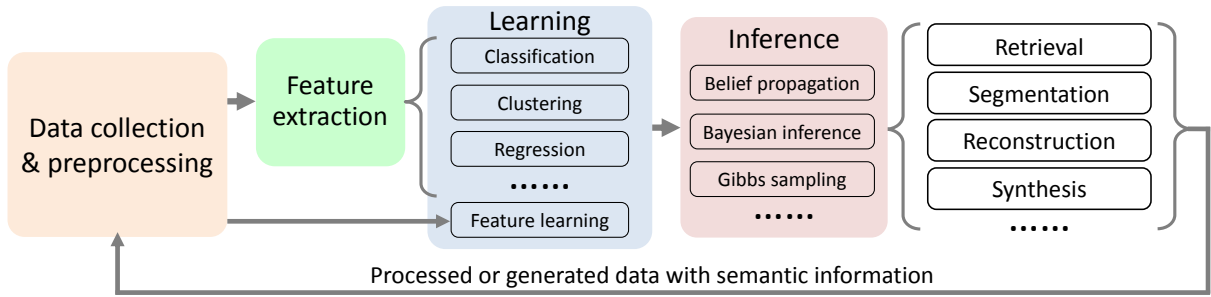 Data collection
& preprocessing
Feature
extraction
Learning
Classification
Clustering
Regression
......
Feature learning
Inference
Belief propagation
Bayesian inference
Gibbs sampling
......
Retrieval
Segmentation
Reconstruction
Synthesis
......
Processed or generated data with semantic information